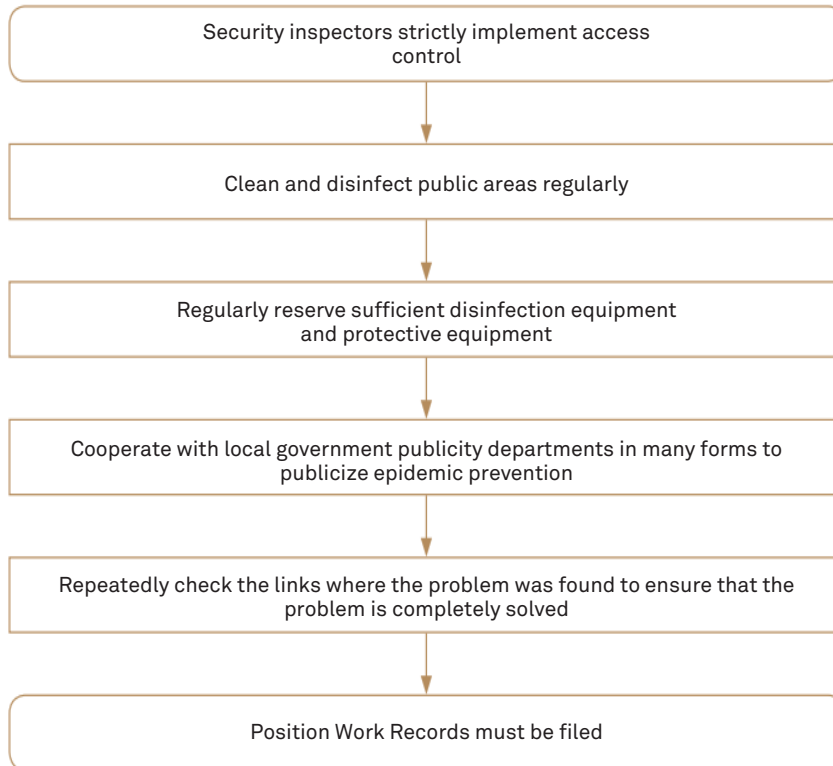 Security inspectors strictly implement access
control
Clean and disinfect public areas regularly
Regularly reserve sufficient disinfection equipment
and protective equipment
Cooperate with local government publicity departments in many forms to
publicize epidemic prevention
Repeatedly check the links where the problem was found to ensure that the
problem is completely solved
Position Work Records must be filed